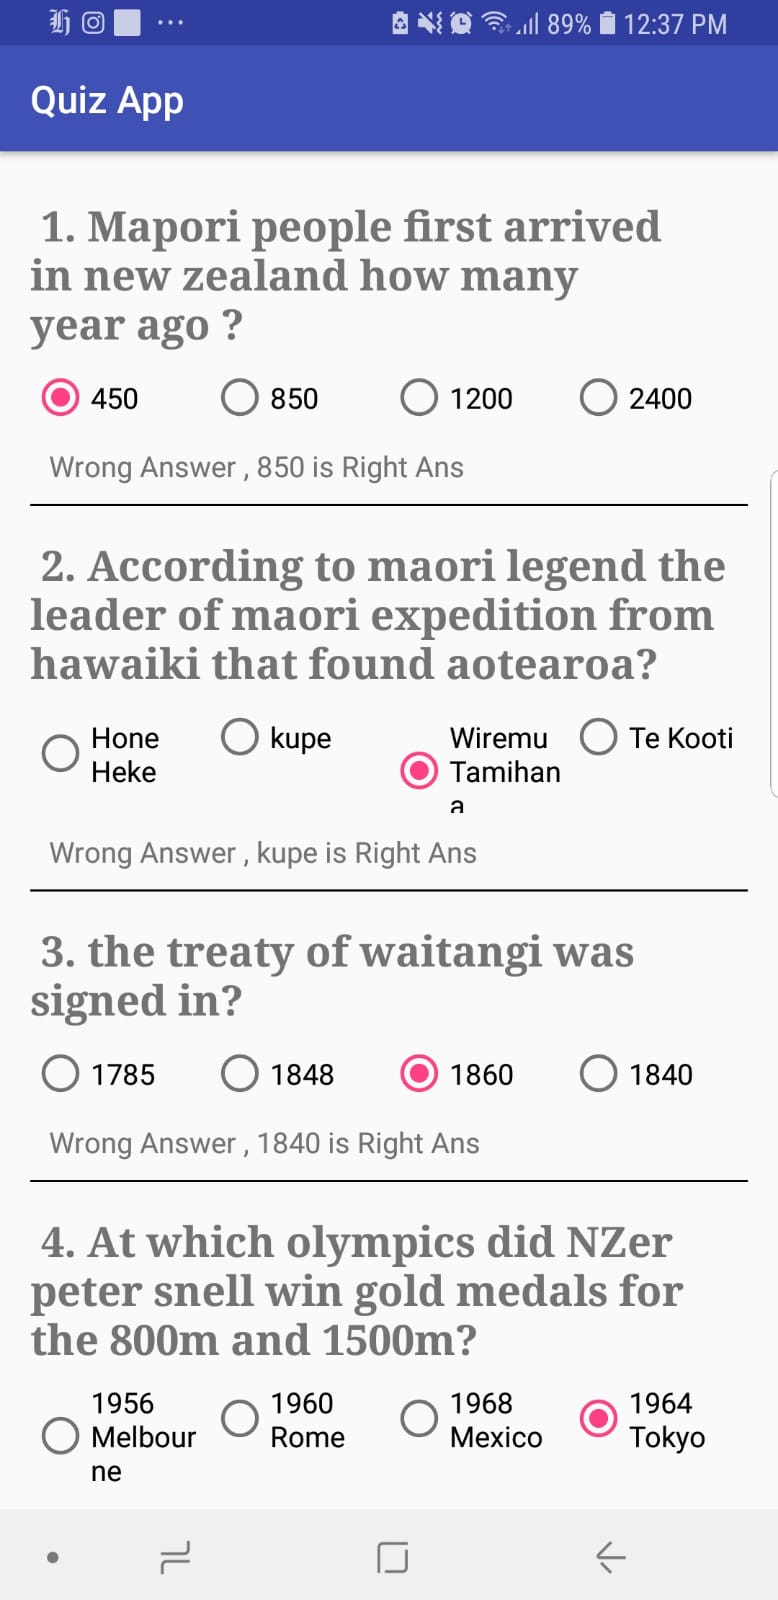 89% 12:37 PM
Quiz App
1. Mapori people first arrived
in new zealand how many
year ago ?
450 850 1200 2400
Wrong Answer , 850 is Right Ans
2. According to maori legend the
leader of maori expedition from
hawaiki that found aotearoa?
Hone kupe Wiremu Te Kooti
Heke Tamihan
a
Wrong Answer , kupe is Right Ans
3. the treaty of waitangi was
signed in?
1785 1848 1860 1840
Wrong Answer , 1840 is Right Ans
4. At which olympics did NZer
peter snell win gold medals for
the 800m and 1500m?
1956 1960 1968 1964
Melbour Rome Mexico Tokyo
ne